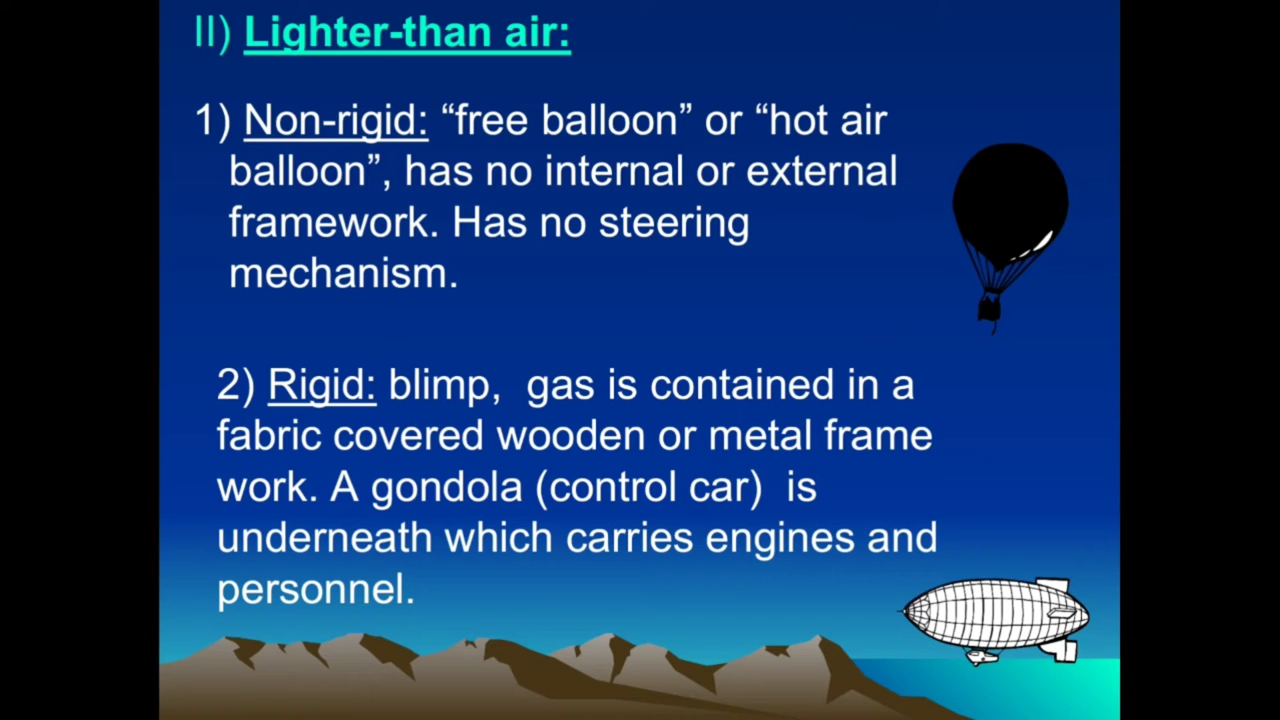 II) Lighter-than air:
1) Non-rigid: “free balloon” or “hot air
balloon”, has no internal or external
framework. Has no steering
mechanism.
2) Rigid: blimp,  gas is contained in a
fabric covered wooden or metal frame
work. A gondola (control car)  is
underneath which carries engines and
personnel.